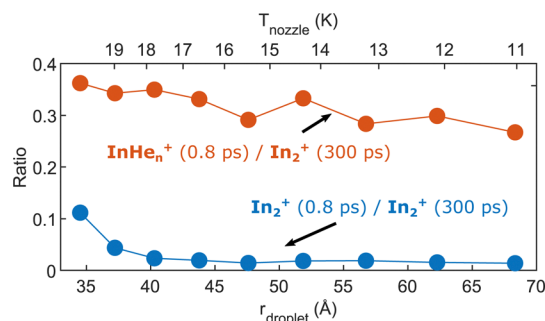 T_nozzle (K)
19 18 17 16 15 14 13 12 11
0.4
0.3
0.2
0.1
0
Ratio
InHe_n^+ (0.8 ps) / In_2^+ (300 ps)
In_2^+ (0.8 ps) / In_2^+ (300 ps)
35 40 45 50 55 60 65 70
r_droplet (Å)